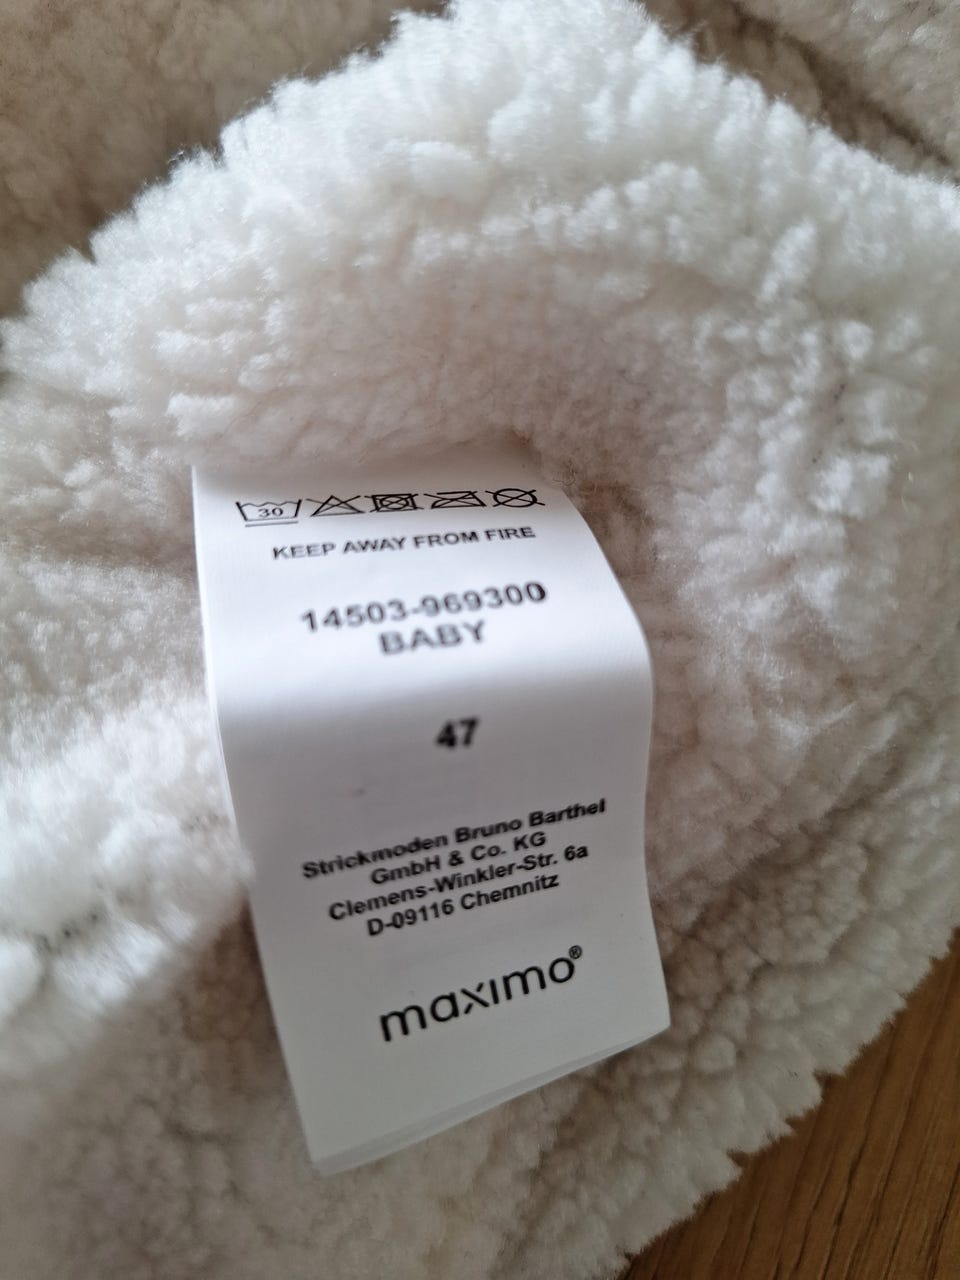 30
KEEP AWAY FROM FIRE
14503-969300
BABY
47
Strickmoden Bruno Barthel
GmbH & Co. KG
Clemens-Winkler-Str. 6a
D-09116 Chemnitz
maximo®